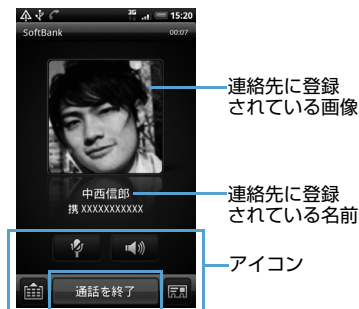 3G
15:20
SoftBank
00:07
連絡先に登録
されている画像
中西信郎
携 XXXXXXXXXXX
連絡先に登録
されている名前
アイコン
通話を終了